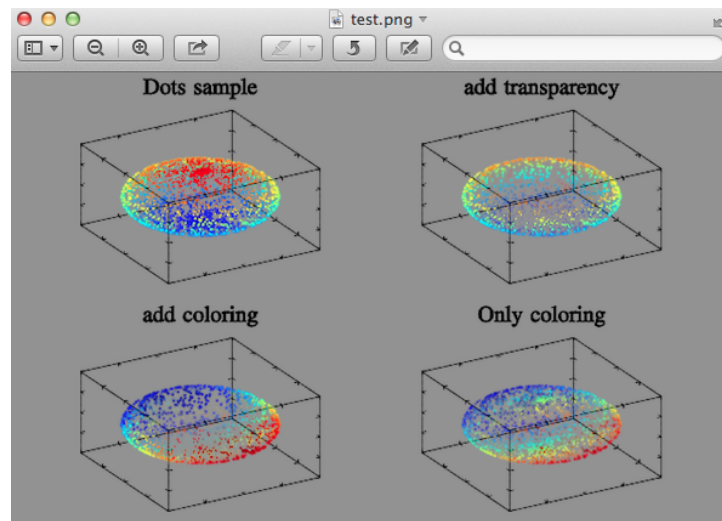 test.png
Dots sample
add transparency
add coloring
Only coloring